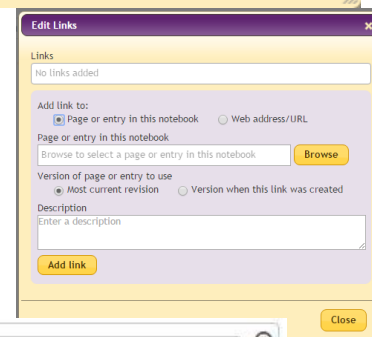 Edit Links x
Links
No links added
Add link to:
Page or entry in this notebook Web address/URL
Page or entry in this notebook
Browse to select a page or entry in this notebook Browse
Version of page or entry to use
Most current revision Version when this link was created
Description
Enter a description
Add link
Close